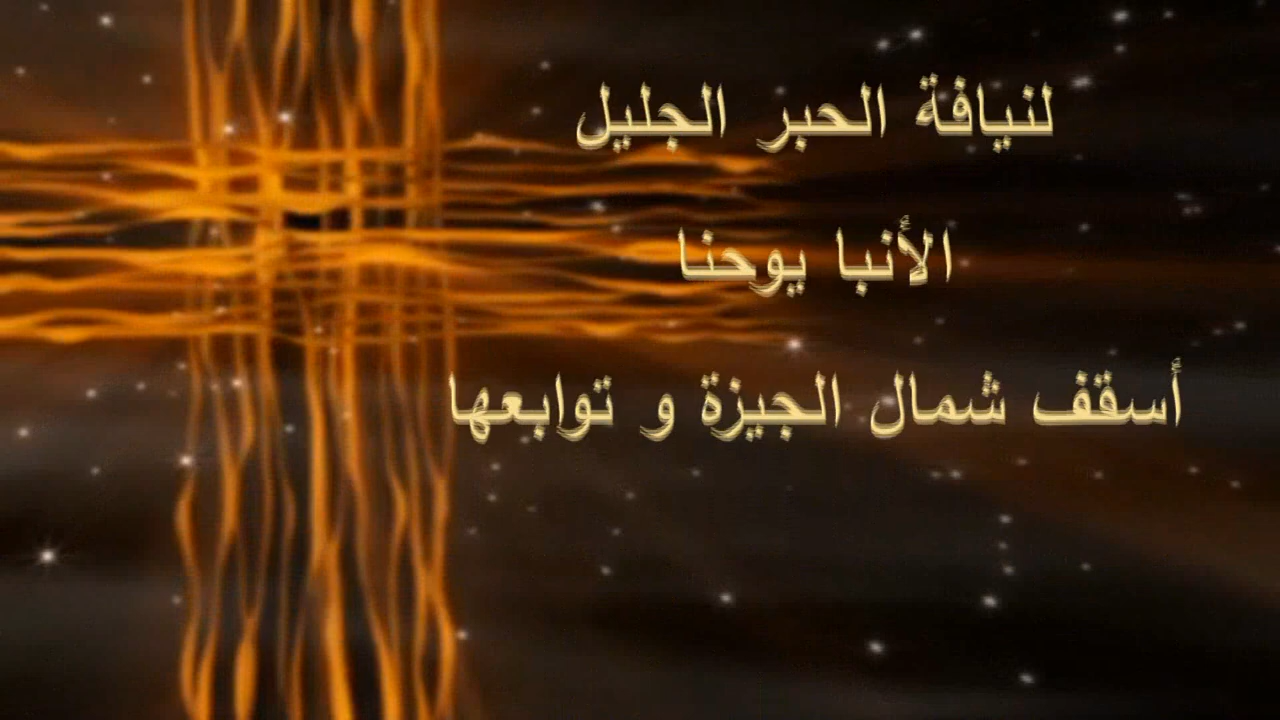 لنيافة الحبر الجليل
الأنبا يوحنا
أسقف شمال الجيزة و توابعها